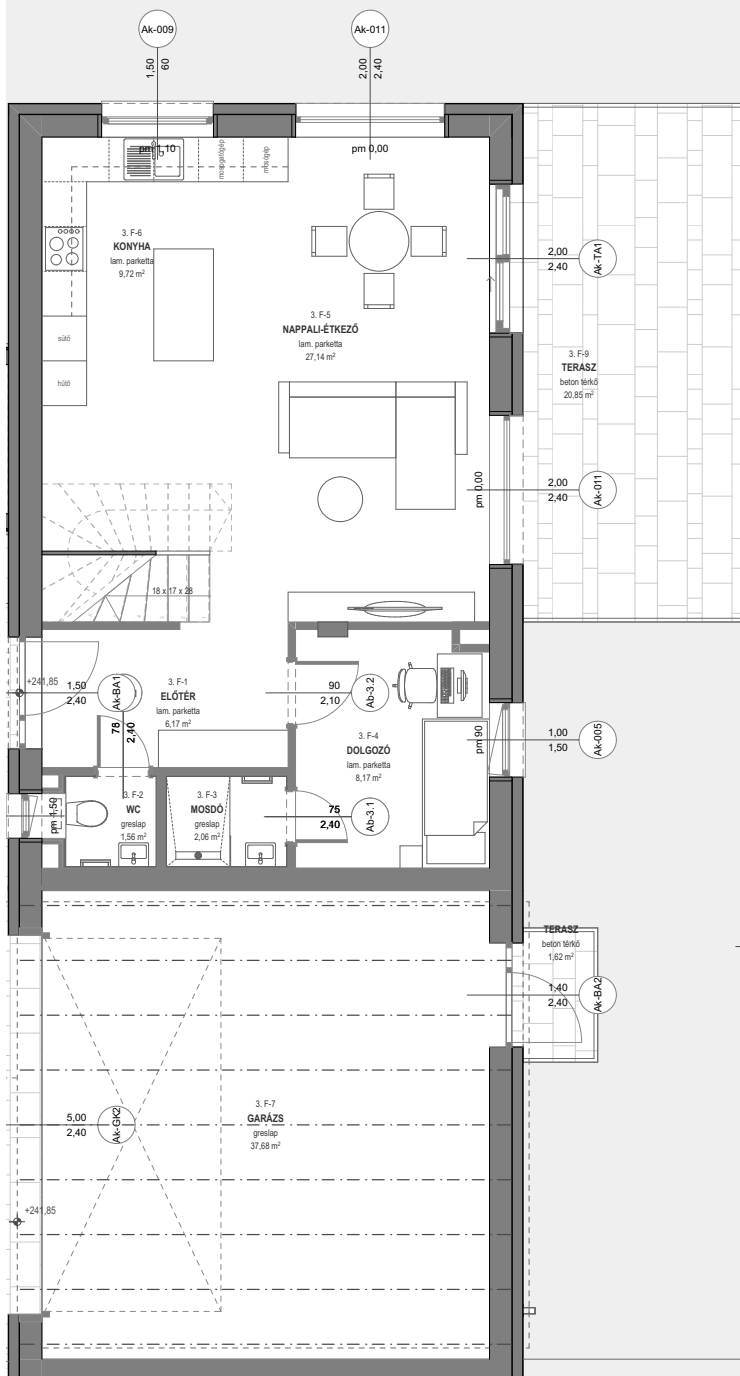 Ak-009
Ak-011
1,50
60
2,00
2,40
pm 1,10
mosogatógép
mosógép
pm 0,00
3. F-6
KONYHA
lam. parketta
9,72 m²
2,00
2,40
Ak-TA1
3. F-5
NAPPALI-ÉTKEZŐ
lam. parketta
27,14 m²
sütő
hűtő
3. F-9
TERASZ
beton térkő
20,85 m²
pm 0,00
2,00
2,40
Ak-011
18 x 17 x 28
+241,85
1,50
2,40
Ak-BA1
3. F-1
ELŐTÉR
lam. parketta
6,17 m²
90
2,10
Ab-3.2
78
2,40
3. F-4
DOLGOZÓ
lam. parketta
8,17 m²
pm 90
1,00
1,50
Ak-005
pm 1,50
3. F-2
WC
greslap
1,56 m²
3. F-3
MOSDÓ
greslap
2,06 m²
75
2,40
Ab-3.1
TERASZ
beton térkő
1,62 m²
1,40
2,40
Ak-BA2
5,00
2,40
Ak-GK2
3. F-7
GARÁZS
greslap
37,68 m²
+241,85